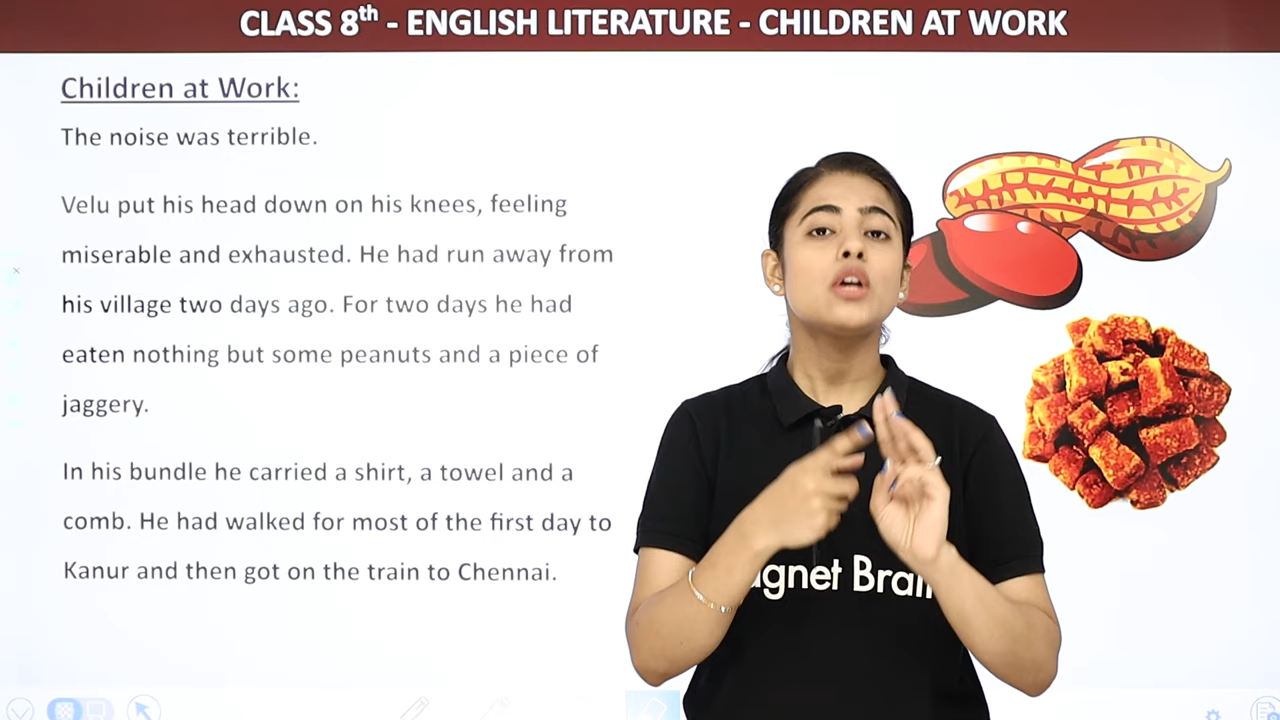 CLASS 8th - ENGLISH LITERATURE - CHILDREN AT WORK
Children at Work:
The noise was terrible.
Velu put his head down on his knees, feeling
miserable and exhausted. He had run away from
his village two days ago. For two days he had
eaten nothing but some peanuts and a piece of
jaggery.
In his bundle he carried a shirt, a towel and a
comb. He had walked for most of the first day to
Kanur and then got on the train to Chennai.